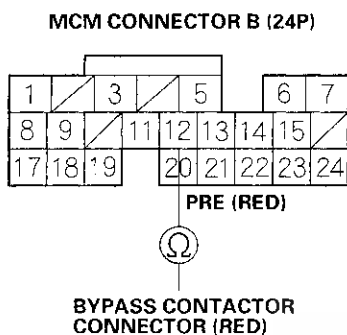 MCM CONNECTOR B (24P)
1 3 5 6 7
8 9 11 12 13 14 15
17 18 19 20 21 22 23 24
PRE (RED)
Ω
BYPASS CONTACTOR
CONNECTOR (RED)